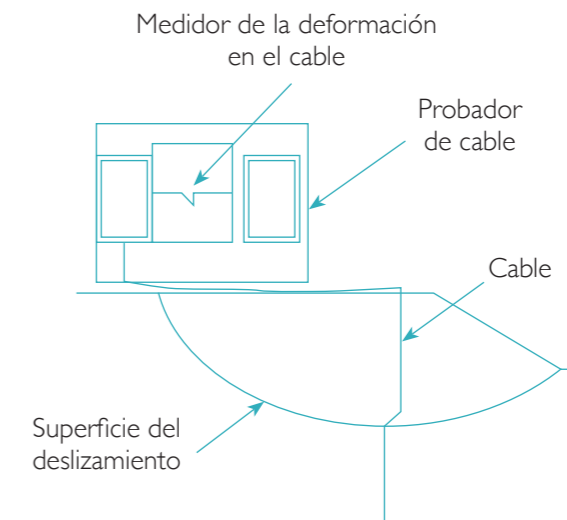 Medidor de la deformación
en el cable
Probador
de cable
Cable
Superficie del
deslizamiento